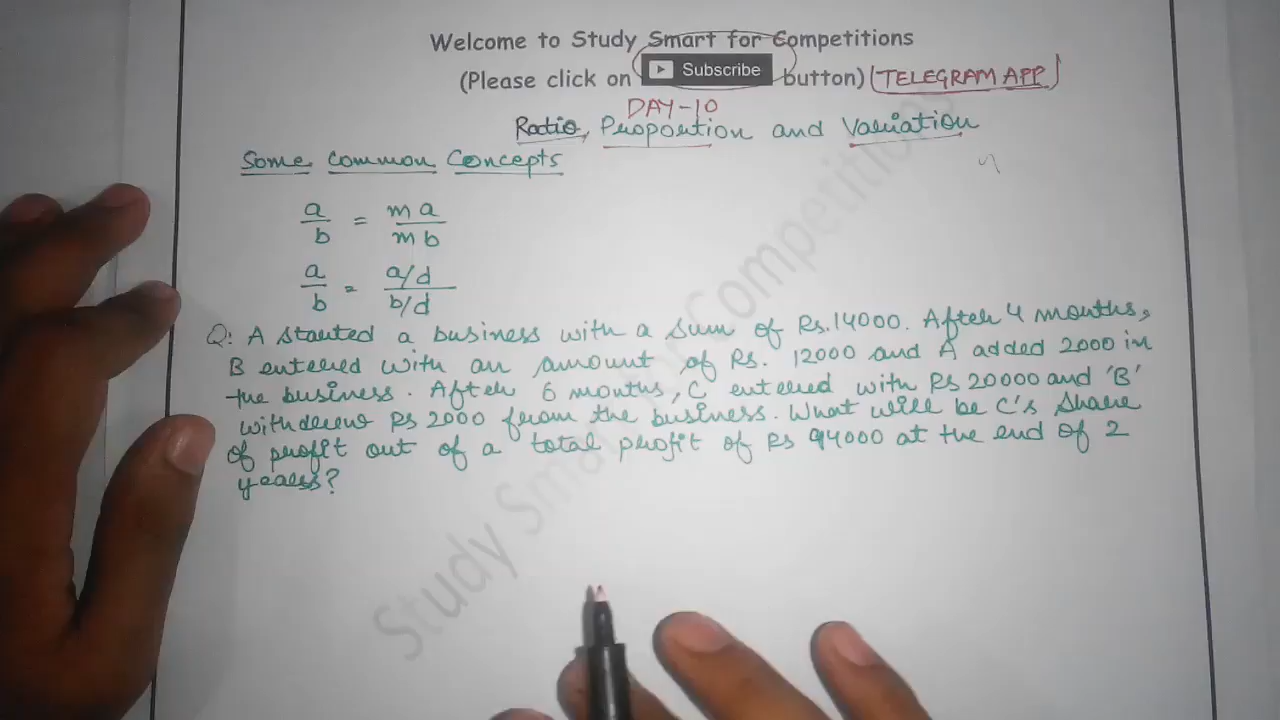 Welcome to Study Smart for Competitions
(Please click on Subscribe button) (TELEGRAM APP)
DAY-10
Ratio, Proportion and Variation
Some common Concepts
a/b = ma/mb
a/b = a/d / b/d
Q: A started a business with a sum of Rs.14000. After 4 months,
B entered with an amount of Rs. 12000 and A added 2000 in
the business. After 6 months, C entered with Rs 20000 and 'B'
withdrew Rs 2000 from the business. What will be C's share
of profit out of a total profit of Rs 94000 at the end of 2
years?
Study Smart for Competitions